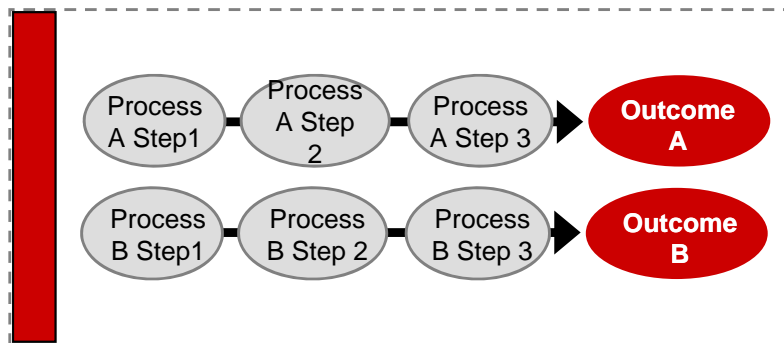 Process
A Step1
Process
A Step
2
Process
A Step 3
Outcome
A
Process
B Step1
Process
B Step 2
Process
B Step 3
Outcome
B